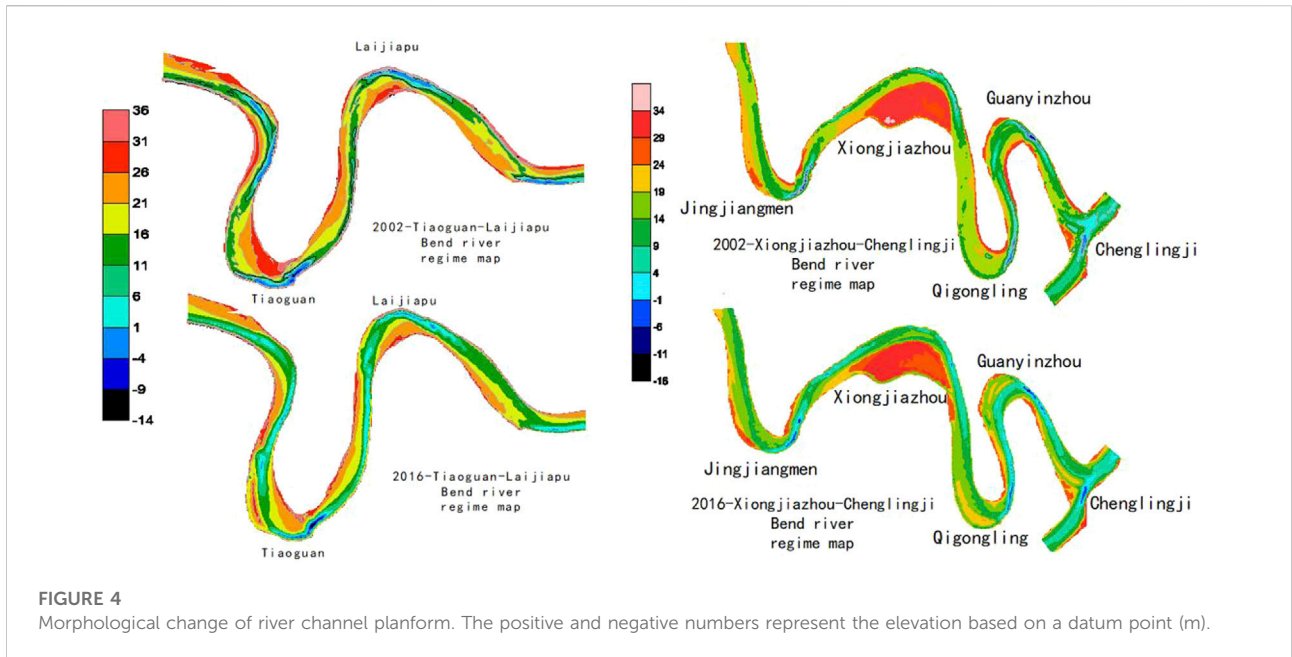 Laijiapu
36
31
26
21
16
11
6
1
-4
-9
-14
2002-Tiaoguan-Laijiapu
Bend river
regime map
Tiaoguan
Laijiapu
2016-Tiaoguan-Laijiapu
Bend river
regime map
Tiaoguan
34
29
24
19
14
9
4
-1
-6
-11
-16
Guanyinzhou
Xiongjiazhou
Jingjiangmen
2002-Xiongjiazhou-Chenglingji
Bend river
regime map
Chenglingji
Qigongling
Guanyinzhou
Xiongjiazhou
Jingjiangmen
2016-Xiongjiazhou-Chenglingji
Bend river
regime map
Chenglingji
Qigongling
FIGURE 4
Morphological change of river channel planform. The positive and negative numbers represent the elevation based on a datum point (m).